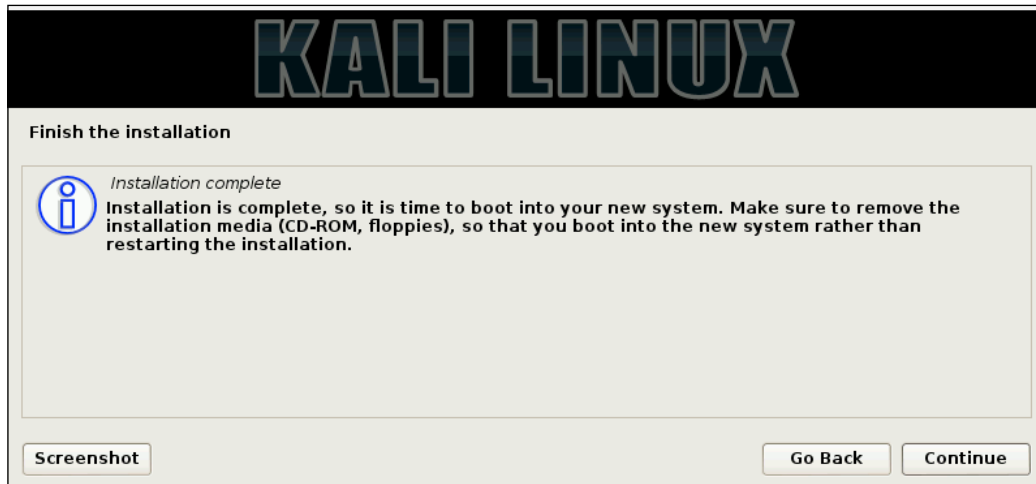 KALI LINUX
Finish the installation
Installation complete
Installation is complete, so it is time to boot into your new system. Make sure to remove the
installation media (CD-ROM, floppies), so that you boot into the new system rather than
restarting the installation.
Screenshot
Go Back
Continue